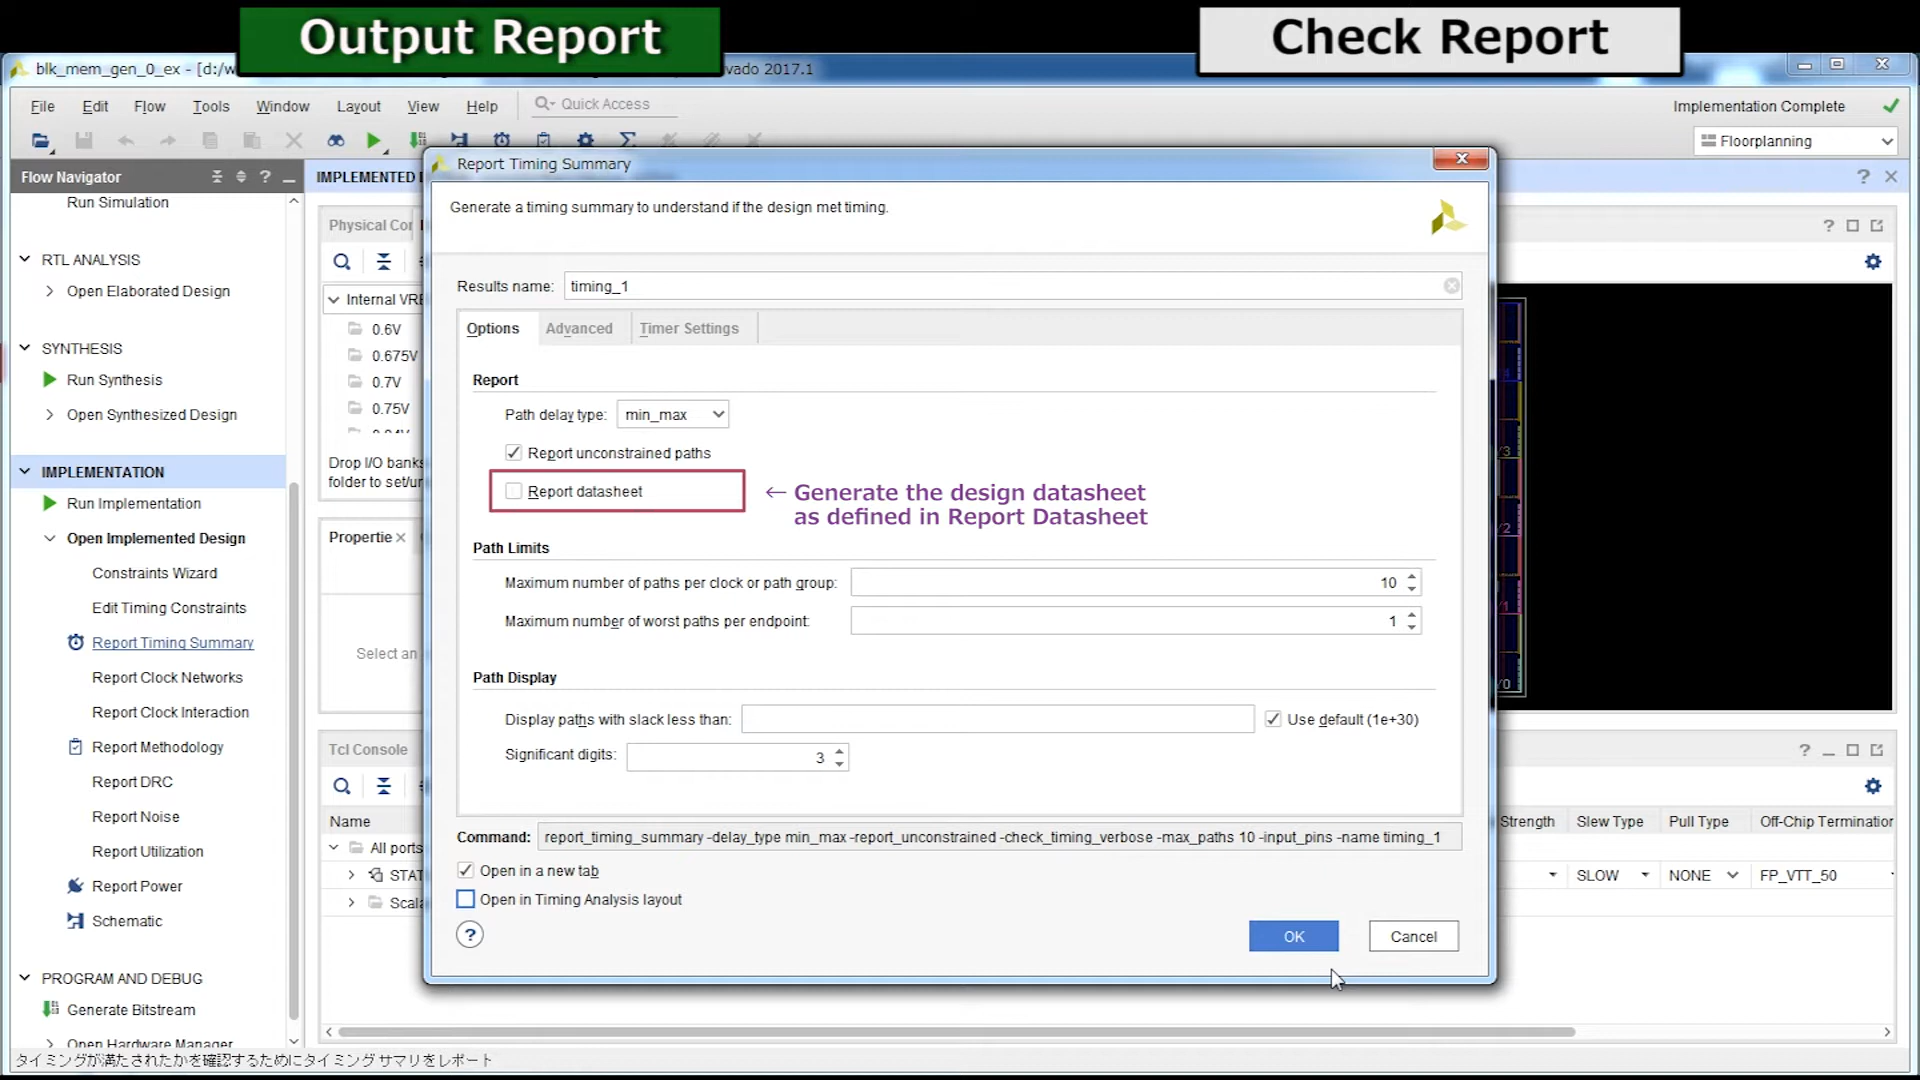 Output Report
Check Report
blk_mem_gen_0_ex - [d:/w
vado 2017.1
File Edit Flow Tools Window Layout View Help Quick Access
Implementation Complete
Floorplanning
Flow Navigator
Run Simulation
RTL ANALYSIS
Open Elaborated Design
SYNTHESIS
Run Synthesis
Open Synthesized Design
IMPLEMENTATION
Run Implementation
Open Implemented Design
Constraints Wizard
Edit Timing Constraints
Report Timing Summary
Report Clock Networks
Report Clock Interaction
Report Methodology
Report DRC
Report Noise
Report Utilization
Report Power
Schematic
PROGRAM AND DEBUG
Generate Bitstream
Open Hardware Manager
IMPLEMENTED
Physical Con
Internal VRE
0.6V
0.675V
0.7V
0.75V
Drop I/O banks
folder to set/un
Propertie
Select an
Tcl Console
Name
All ports
STAT
Scala
Report Timing Summary
Generate a timing summary to understand if the design met timing.
Results name: timing_1
Options Advanced Timer Settings
Report
Path delay type: min_max
Report unconstrained paths
Report datasheet
← Generate the design datasheet
as defined in Report Datasheet
Path Limits
Maximum number of paths per clock or path group: 10
Maximum number of worst paths per endpoint: 1
Path Display
Display paths with slack less than: Use default (1e+30)
Significant digits: 3
Command: report_timing_summary -delay_type min_max -report_unconstrained -check_timing_verbose -max_paths 10 -input_pins -name timing_1
Open in a new tab
Open in Timing Analysis layout
OK Cancel
Strength Slew Type Pull Type Off-Chip Termination
SLOW NONE FP_VTT_50
タイミングが満たされたかを確認するためにタイミング サマリをレポート